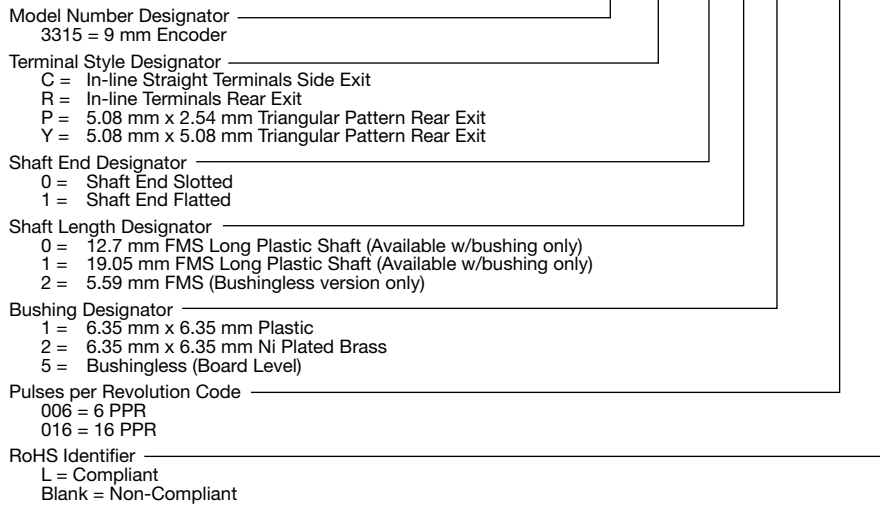 Model Number Designator
3315 = 9 mm Encoder
Terminal Style Designator
C = In-line Straight Terminals Side Exit
R = In-line Terminals Rear Exit
P = 5.08 mm x 2.54 mm Triangular Pattern Rear Exit
Y = 5.08 mm x 5.08 mm Triangular Pattern Rear Exit
Shaft End Designator
0 = Shaft End Slotted
1 = Shaft End Flatted
Shaft Length Designator
0 = 12.7 mm FMS Long Plastic Shaft (Available w/bushing only)
1 = 19.05 mm FMS Long Plastic Shaft (Available w/bushing only)
2 = 5.59 mm FMS (Bushingless version only)
Bushing Designator
1 = 6.35 mm x 6.35 mm Plastic
2 = 6.35 mm x 6.35 mm Ni Plated Brass
5 = Bushingless (Board Level)
Pulses per Revolution Code
006 = 6 PPR
016 = 16 PPR
RoHS Identifier
L = Compliant
Blank = Non-Compliant